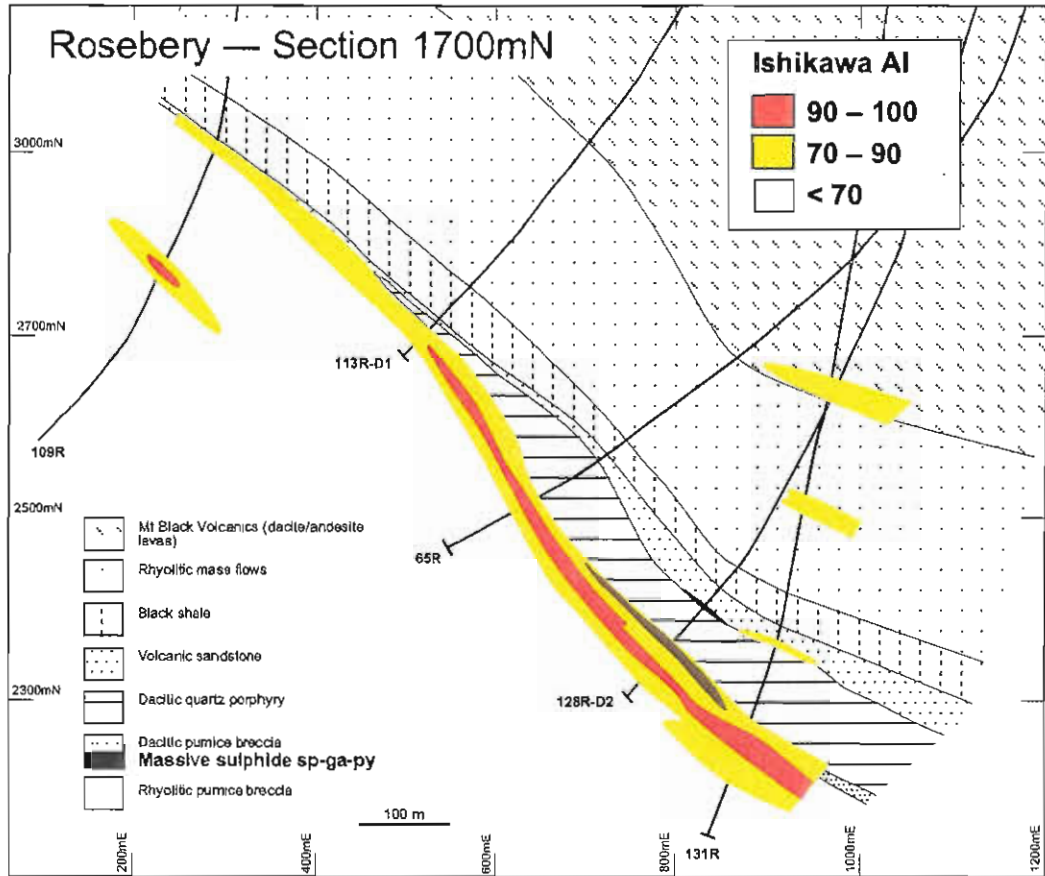 Rosebery — Section 1700mN
Ishikawa AI
90 – 100
70 – 90
< 70
3000mN
2700mN
2500mN
2300mN
109R
113R-D1
65R
128R-D2
131R
Mt Black Volcanics (dacite/andesite
lavas)
Rhyolitic mass flows
Black shale
Volcanic sandstone
Dacitic quartz porphyry
Dacitic pumice breccia
Massive sulphide sp-ga-py
Rhyolitic pumice breccia
100 m
200mE
400mE
600mE
800mE
1000mE
1200mE